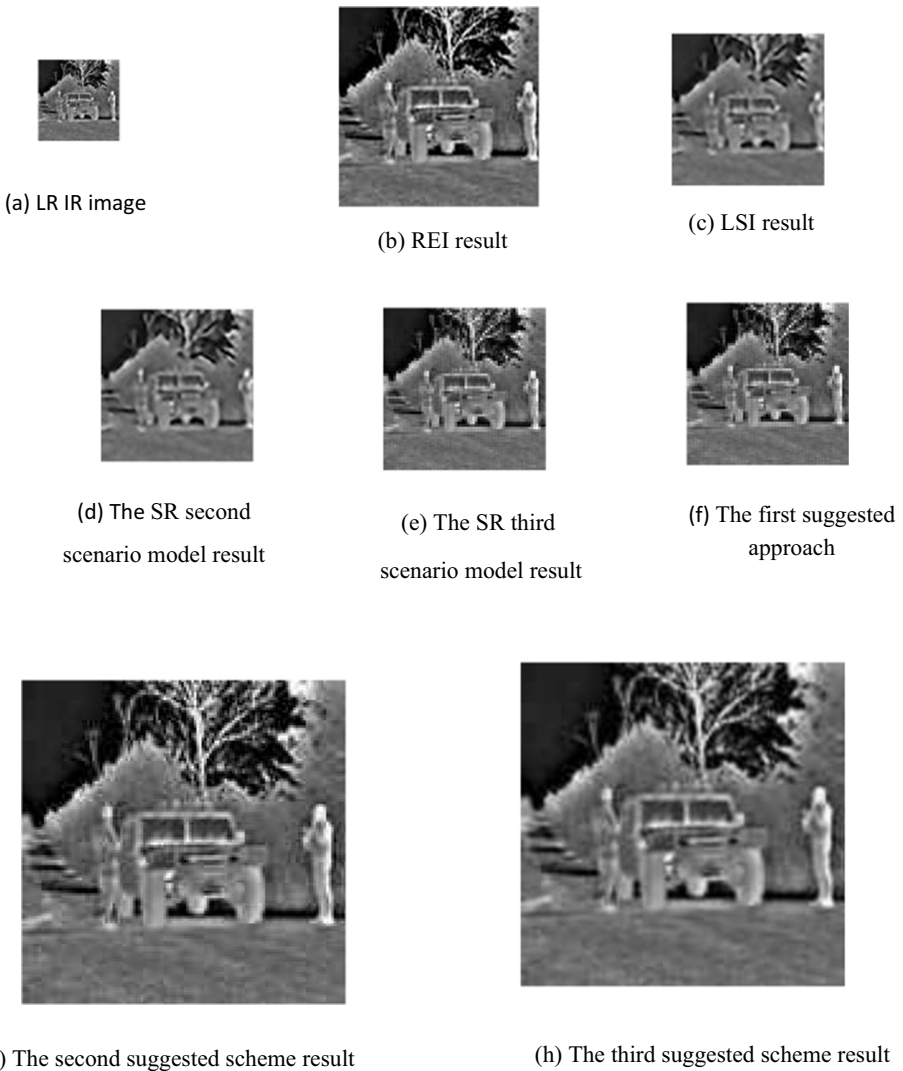 (a) LR IR image
(b) REI result
(c) LSI result
(d) The SR second
scenario model result
(e) The SR third
scenario model result
(f) The first suggested
approach
) The second suggested scheme result
(h) The third suggested scheme result